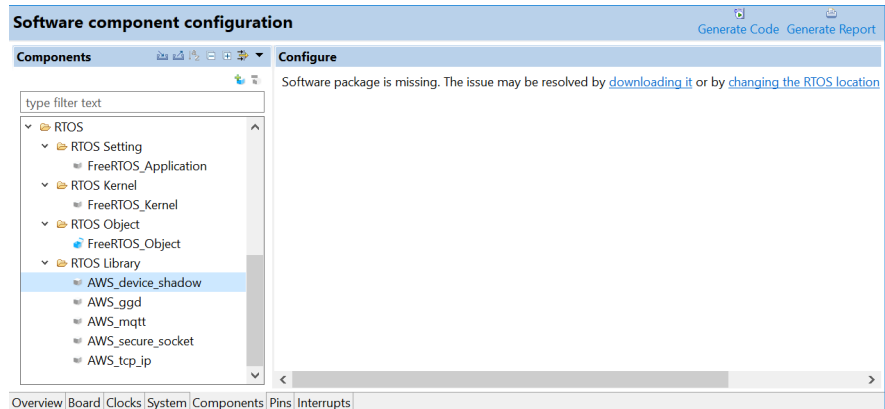 Software component configuration
Generate Code Generate Report
Components
Configure
Software package is missing. The issue may be resolved by downloading it or by changing the RTOS location
type filter text
RTOS
RTOS Setting
FreeRTOS_Application
RTOS Kernel
FreeRTOS_Kernel
RTOS Object
FreeRTOS_Object
RTOS Library
AWS_device_shadow
AWS_ggd
AWS_mqtt
AWS_secure_socket
AWS_tcp_ip
Overview Board Clocks System Components Pins Interrupts